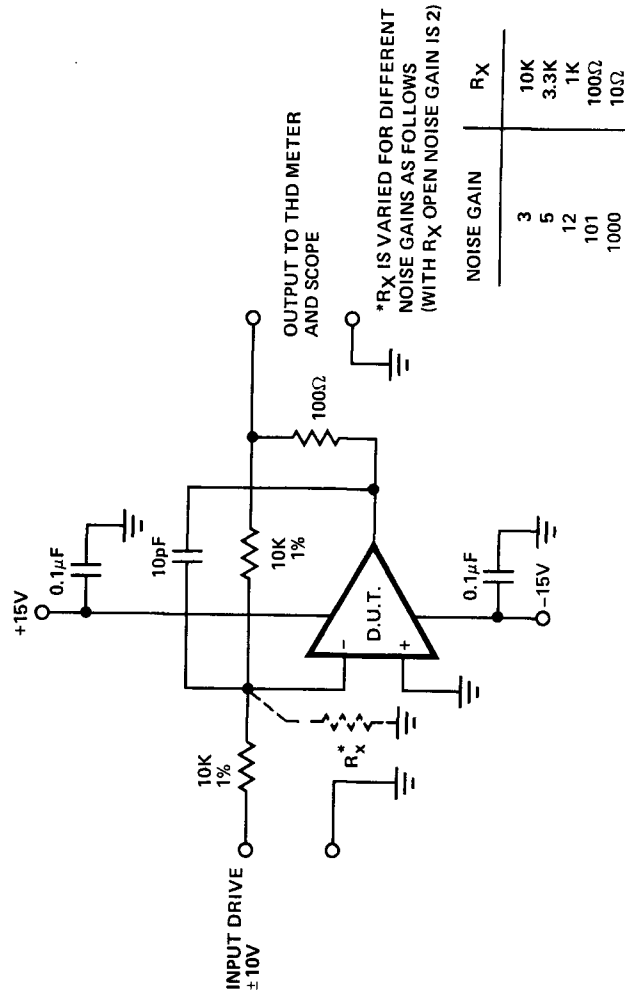 +15V
0.1µF
10pF
10K
1%
10K
1%
INPUT DRIVE
±10V
RX*
D.U.T.
−
+
100Ω
OUTPUT TO THD METER
AND SCOPE
0.1µF
−15V
*RX IS VARIED FOR DIFFERENT
NOISE GAINS AS FOLLOWS
(WITH RX OPEN NOISE GAIN IS 2)
NOISE GAIN RX
3 10K
5 3.3K
12 1K
101 100Ω
1000 10Ω